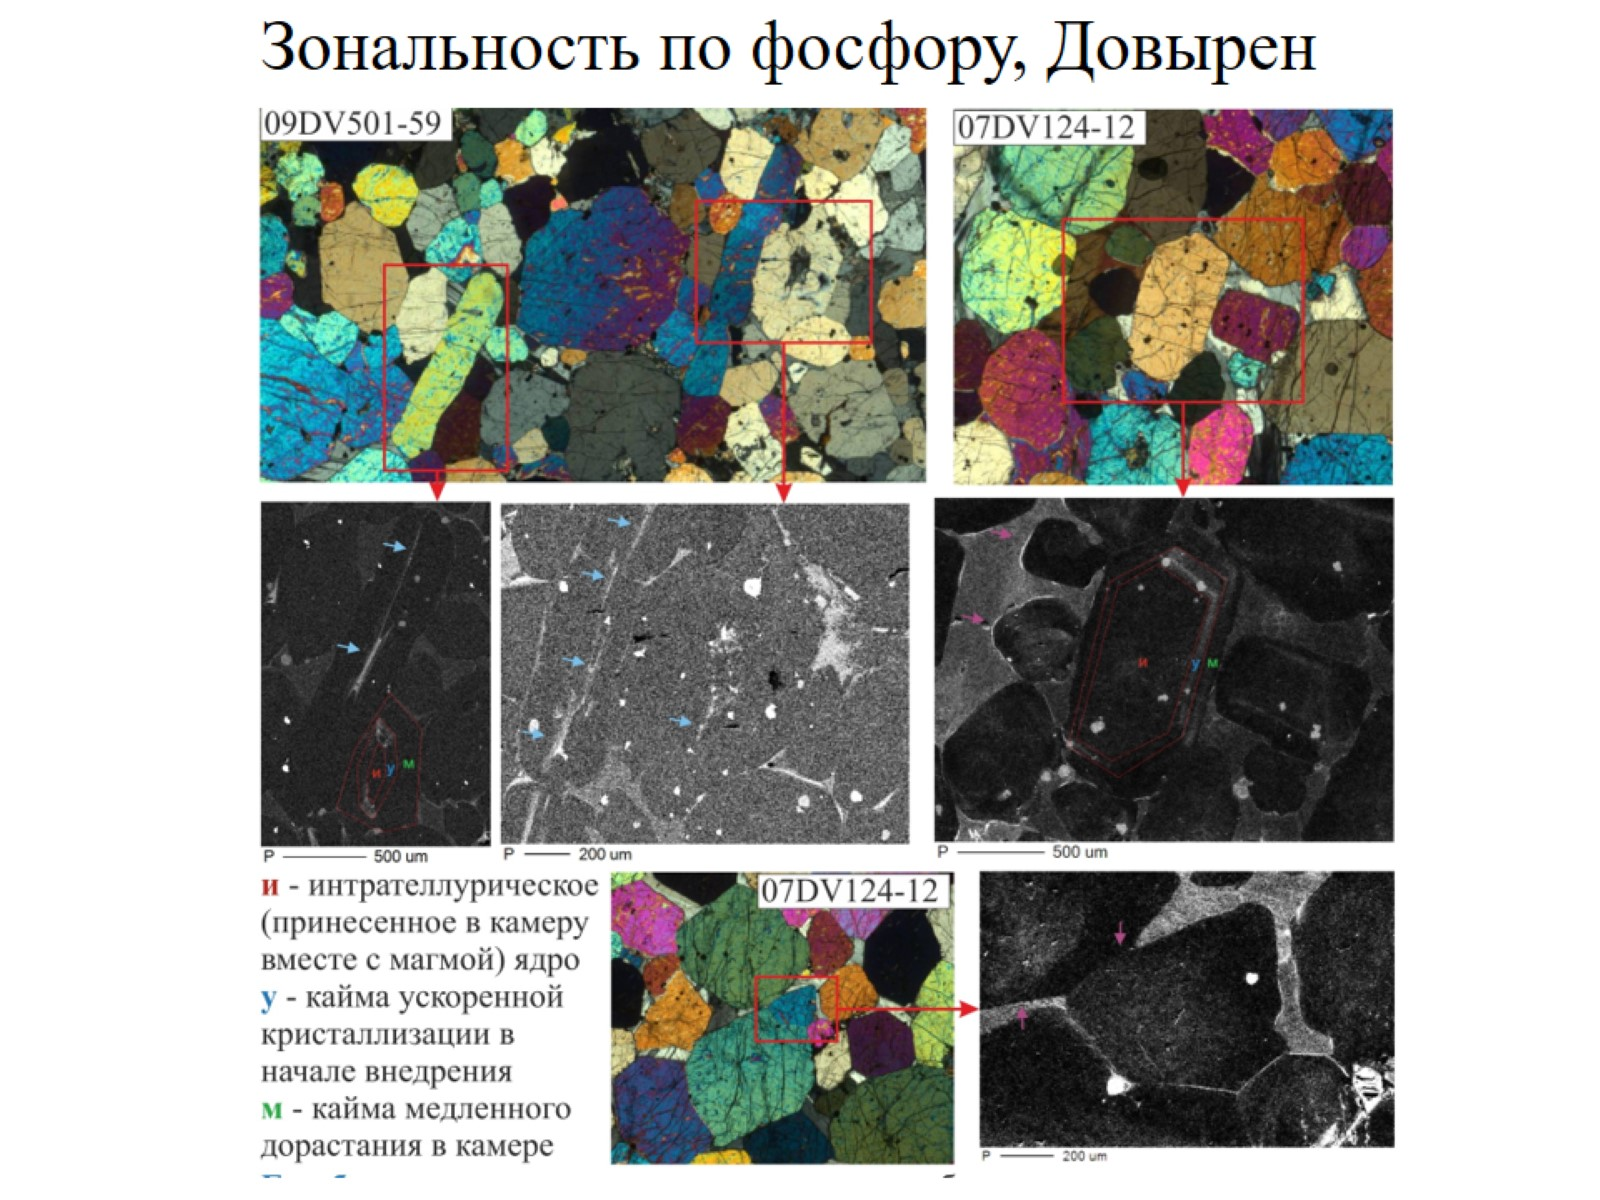 Зональность по фосфору, Довырен
09DV501-59
07DV124-12
и у м
и у м
P 500 um
P 200 um
P 500 um
и - интрателлурическое
(принесенное в камеру
вместе с магмой) ядро
у - кайма ускоренной
кристаллизации в
начале внедрения
м - кайма медленного
дорастания в камере
07DV124-12
P 200 um